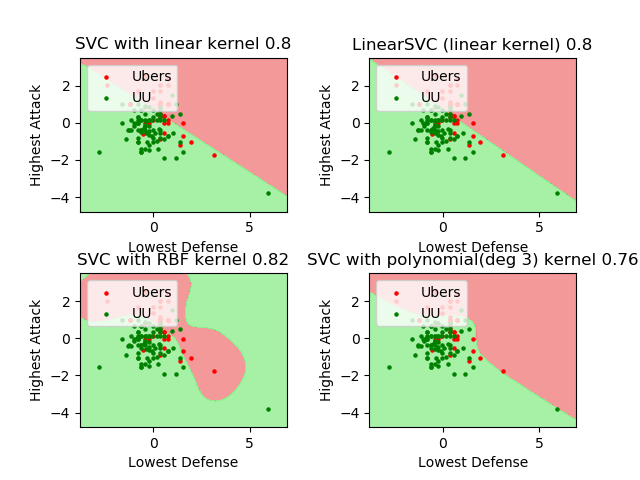 SVC with linear kernel 0.8
Highest Attack
2
0
−2
−4
Ubers
UU
0
5
Lowest Defense
LinearSVC (linear kernel) 0.8
Highest Attack
2
0
−2
−4
Ubers
UU
0
5
Lowest Defense
SVC with RBF kernel 0.82
Highest Attack
2
0
−2
−4
Ubers
UU
0
5
Lowest Defense
SVC with polynomial(deg 3) kernel 0.76
Highest Attack
2
0
−2
−4
Ubers
UU
0
5
Lowest Defense